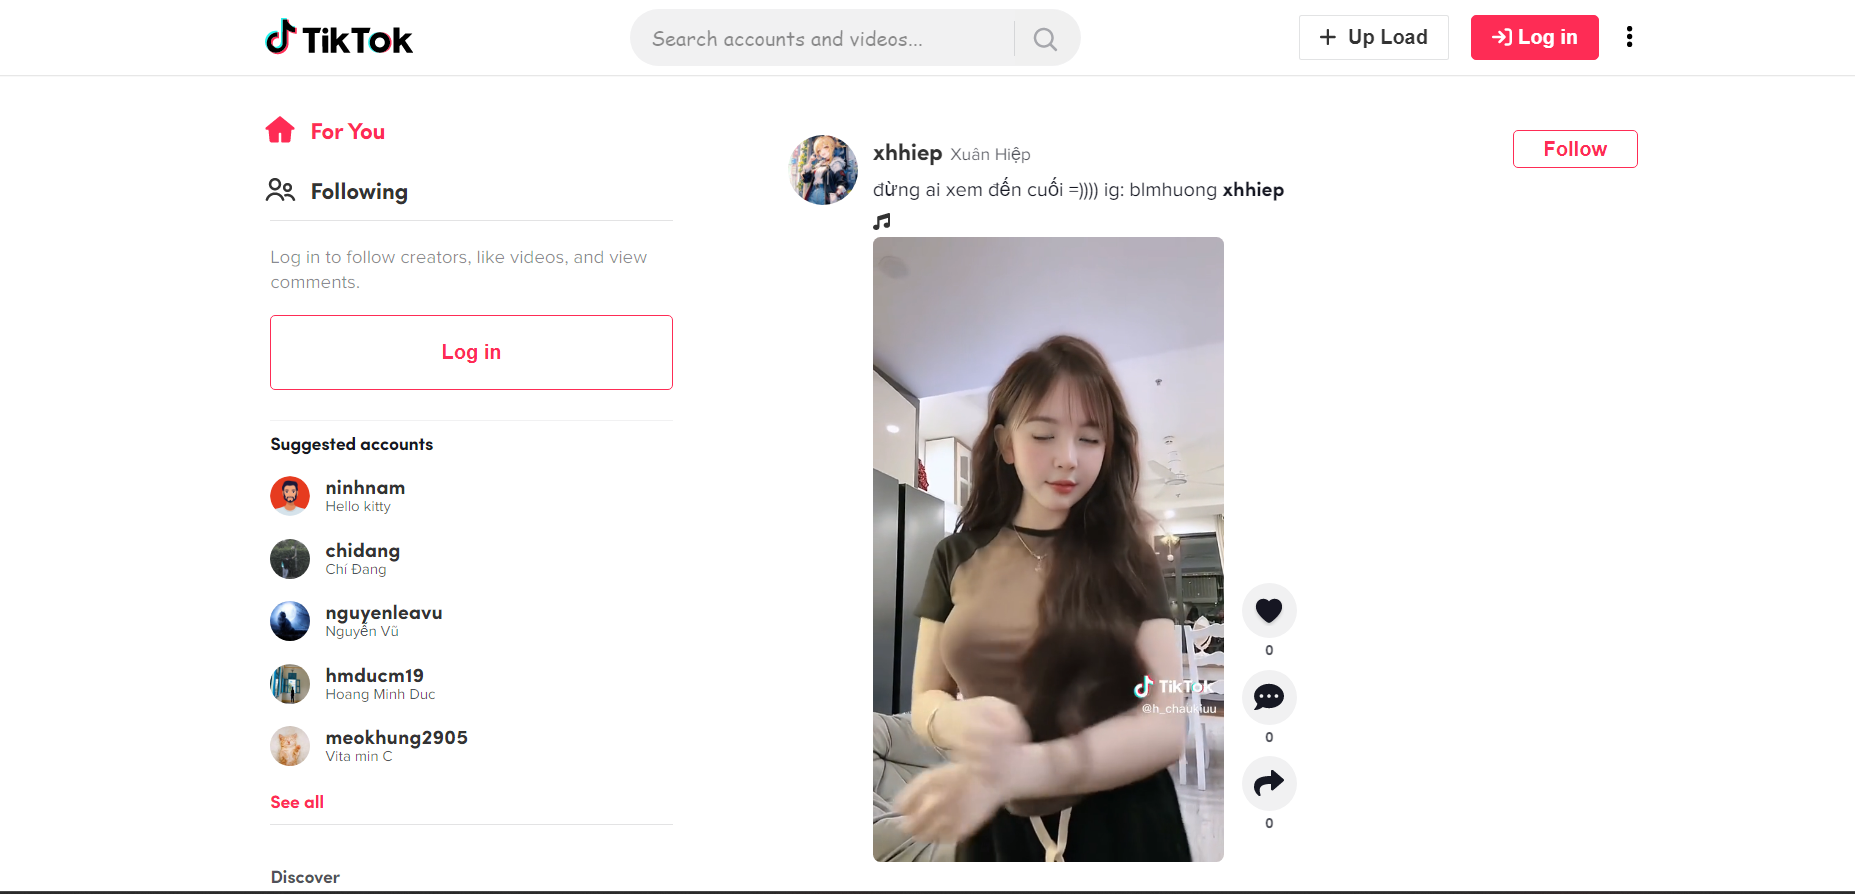 TikTok
Search accounts and videos...
Up Load
Log in
For You
Following
Log in to follow creators, like videos, and view
comments.
Log in
Suggested accounts
ninhnam
Hello kitty
chidang
Chí Đang
nguyenleavu
Nguyễn Vũ
hmducm19
Hoang Minh Duc
meokhung2905
Vita min C
See all
Discover
xhhiep Xuân Hiệp
Follow
đừng ai xem đến cuối =)))) ig: blmhuong xhhiep
TikTok
@h_chaukiuu
0
0
0